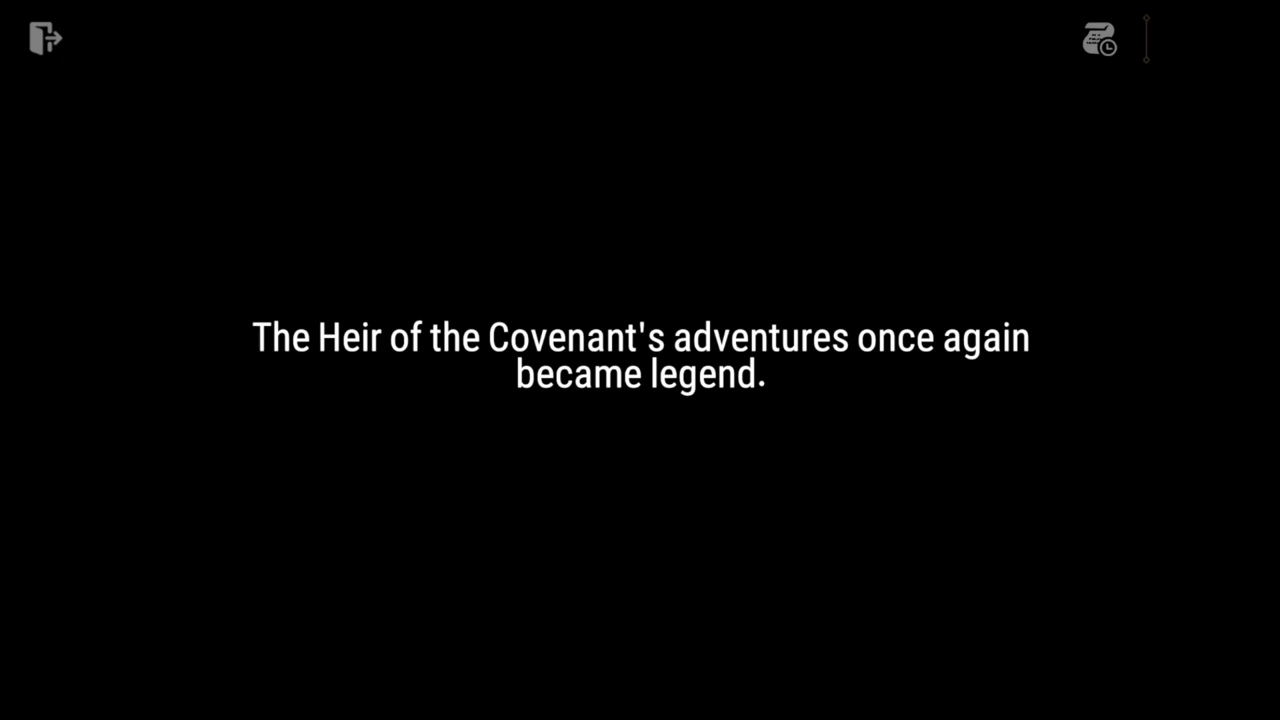 The Heir of the Covenant's adventures once again
became legend.